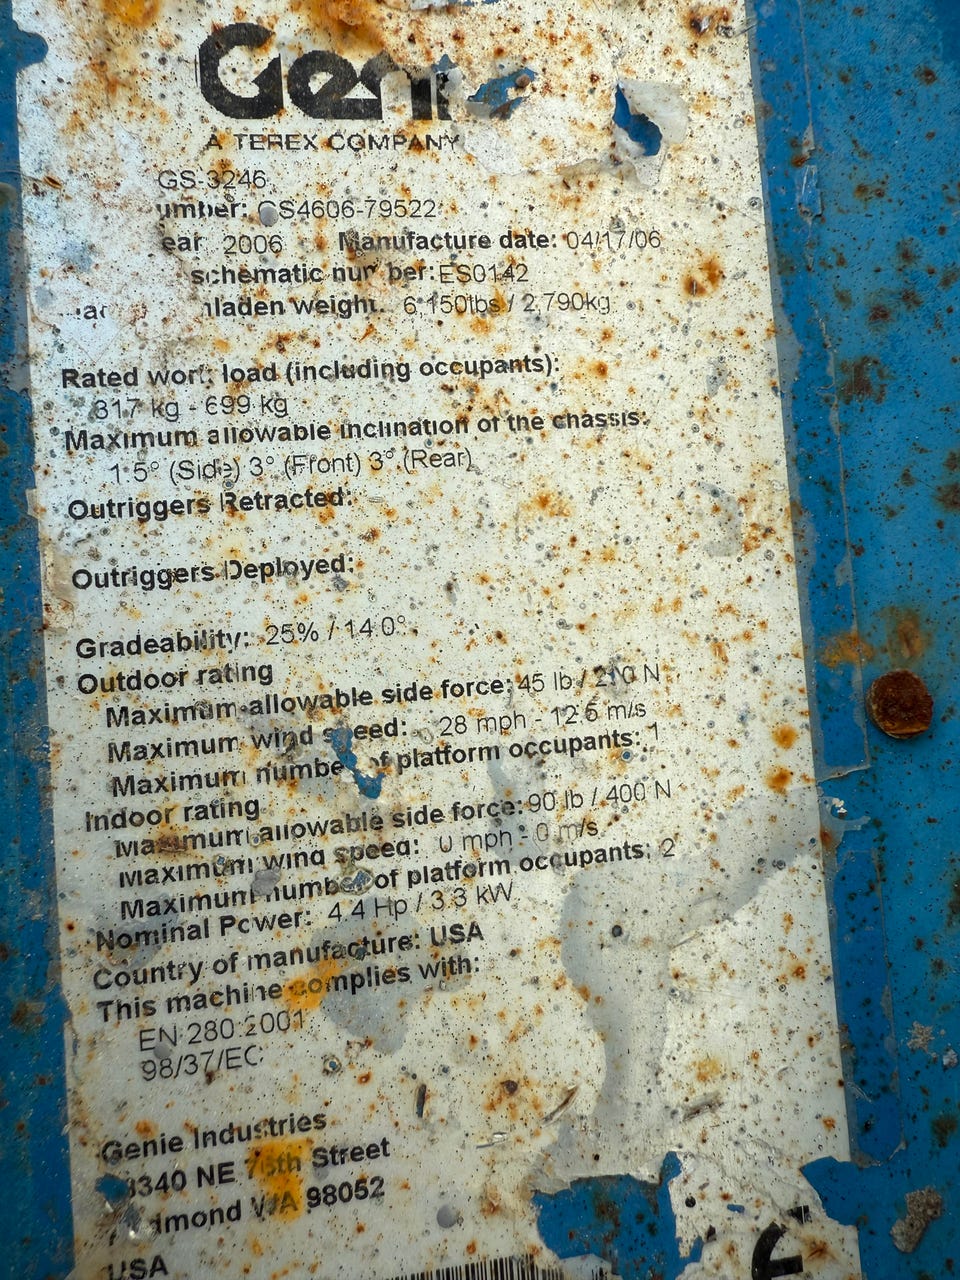 Genie
A TEREX COMPANY
GS-3246
umber: GS4606-79522
ear 2006 Manufacture date: 04/17/06
schematic number: ES0142
nladen weight: 6,150lbs / 2,790kg
Rated work load (including occupants):
317 kg - 699 kg
Maximum allowable inclination of the chassis:
1.5° (Side) 3° (Front) 3° (Rear)
Outriggers Retracted:
Outriggers Deployed:
Gradeability: 25% / 14.0°
Outdoor rating
Maximum allowable side force: 45 lb / 210 N
Maximum wind speed: 28 mph - 12.5 m/s
Maximum number of platform occupants: 1
Indoor rating
Maximum allowable side force: 90 lb / 400 N
Maximum wind speed: 0 mph - 0 m/s
Maximum number of platform occupants: 2
Nominal Power: 4.4 Hp / 3.3 kW
Country of manufacture: USA
This machine complies with:
EN 280:2001
98/37/EC
Genie Industries
340 NE 76th Street
dmond WA 98052
USA